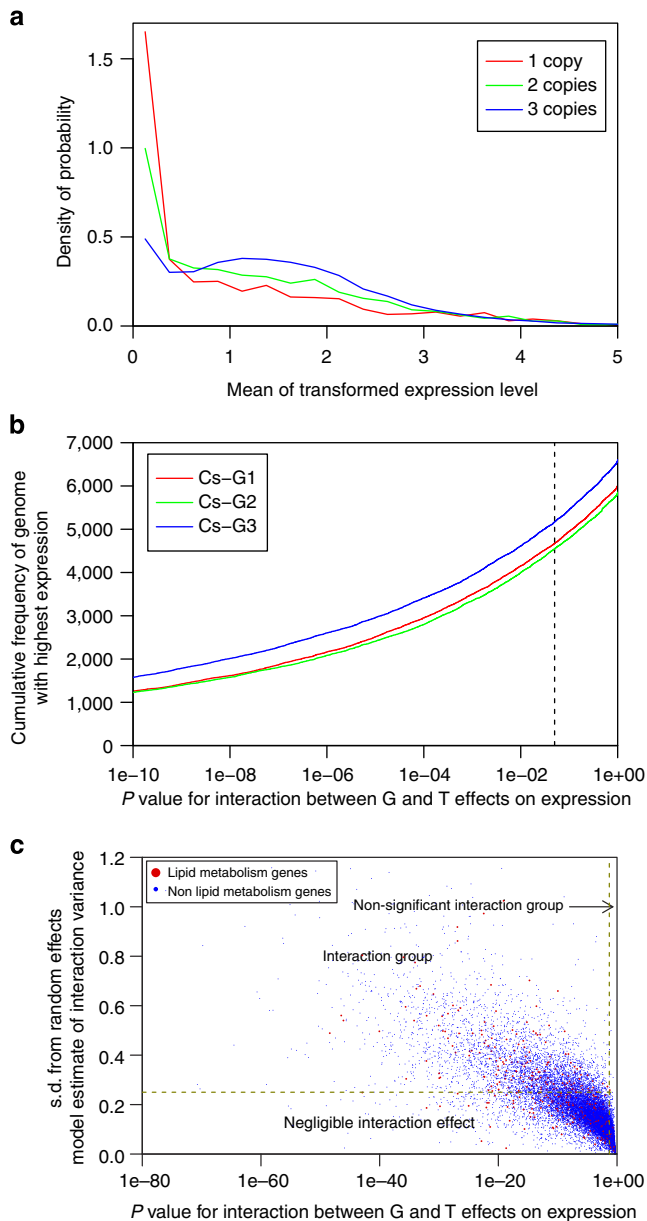 a
1.5
1.0
0.5
0.0
Density of probability
1 copy
2 copies
3 copies
0 1 2 3 4 5
Mean of transformed expression level
b
7,000
6,000
5,000
4,000
3,000
2,000
1,000
0
Cumulative frequency of genome
with highest expression
Cs–G1
Cs–G2
Cs–G3
1e–10 1e–08 1e–06 1e–04 1e–02 1e+00
P value for interaction between G and T effects on expression
c
1.2
1.0
0.8
0.6
0.4
0.2
0.0
s.d. from random effects
model estimate of interaction variance
Lipid metabolism genes
Non lipid metabolism genes
Non-significant interaction group
Interaction group
Negligible interaction effect
1e–80 1e–60 1e–40 1e–20 1e+00
P value for interaction between G and T effects on expression